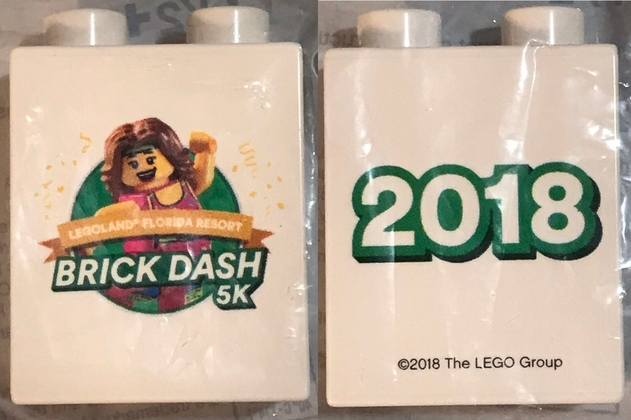 LEGOLAND® FLORIDA RESORT
BRICK DASH
5K
2018
©2018 The LEGO Group